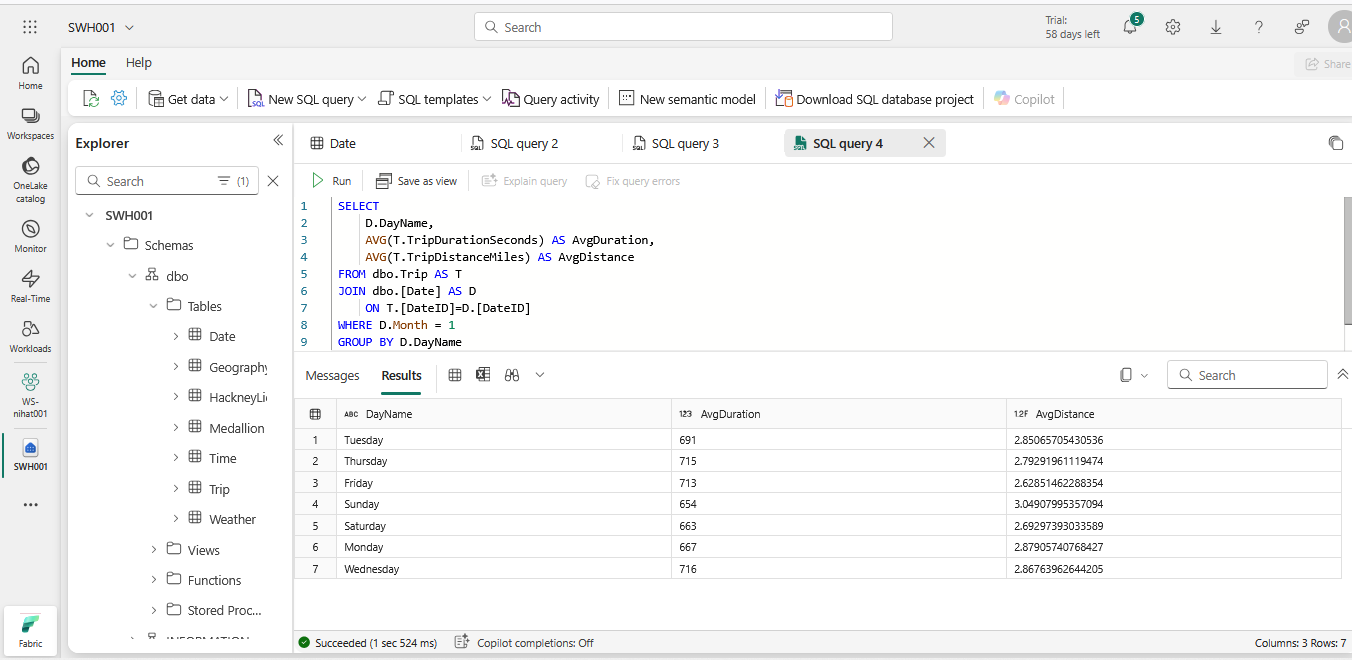 SWH001
Search
Trial:
58 days left
5
Home
Help
Share
Get data
New SQL query
SQL templates
Query activity
New semantic model
Download SQL database project
Copilot
Home
Workspaces
OneLake
catalog
Monitor
Real-Time
Workloads
WS-
nihat001
SWH001
Fabric
Explorer
Search
(1)
SWH001
Schemas
dbo
Tables
Date
Geography
HackneyLi
Medallion
Time
Trip
Weather
Views
Functions
Stored Proc...
INFORMATION
Date
SQL query 2
SQL query 3
SQL query 4
Run
Save as view
Explain query
Fix query errors
1 SELECT
2 D.DayName,
3 AVG(T.TripDurationSeconds) AS AvgDuration,
4 AVG(T.TripDistanceMiles) AS AvgDistance
5 FROM dbo.Trip AS T
6 JOIN dbo.[Date] AS D
7 ON T.[DateID]=D.[DateID]
8 WHERE D.Month = 1
9 GROUP BY D.DayName
Messages
Results
Search
ABC DayName 123 AvgDuration 12F AvgDistance
1 Tuesday 691 2.85065705430536
2 Thursday 715 2.79291961119474
3 Friday 713 2.62851462288354
4 Sunday 654 3.04907995357094
5 Saturday 663 2.69297393033589
6 Monday 667 2.87905740768427
7 Wednesday 716 2.86763962644205
Succeeded (1 sec 524 ms)
Copilot completions: Off
Columns: 3 Rows: 7